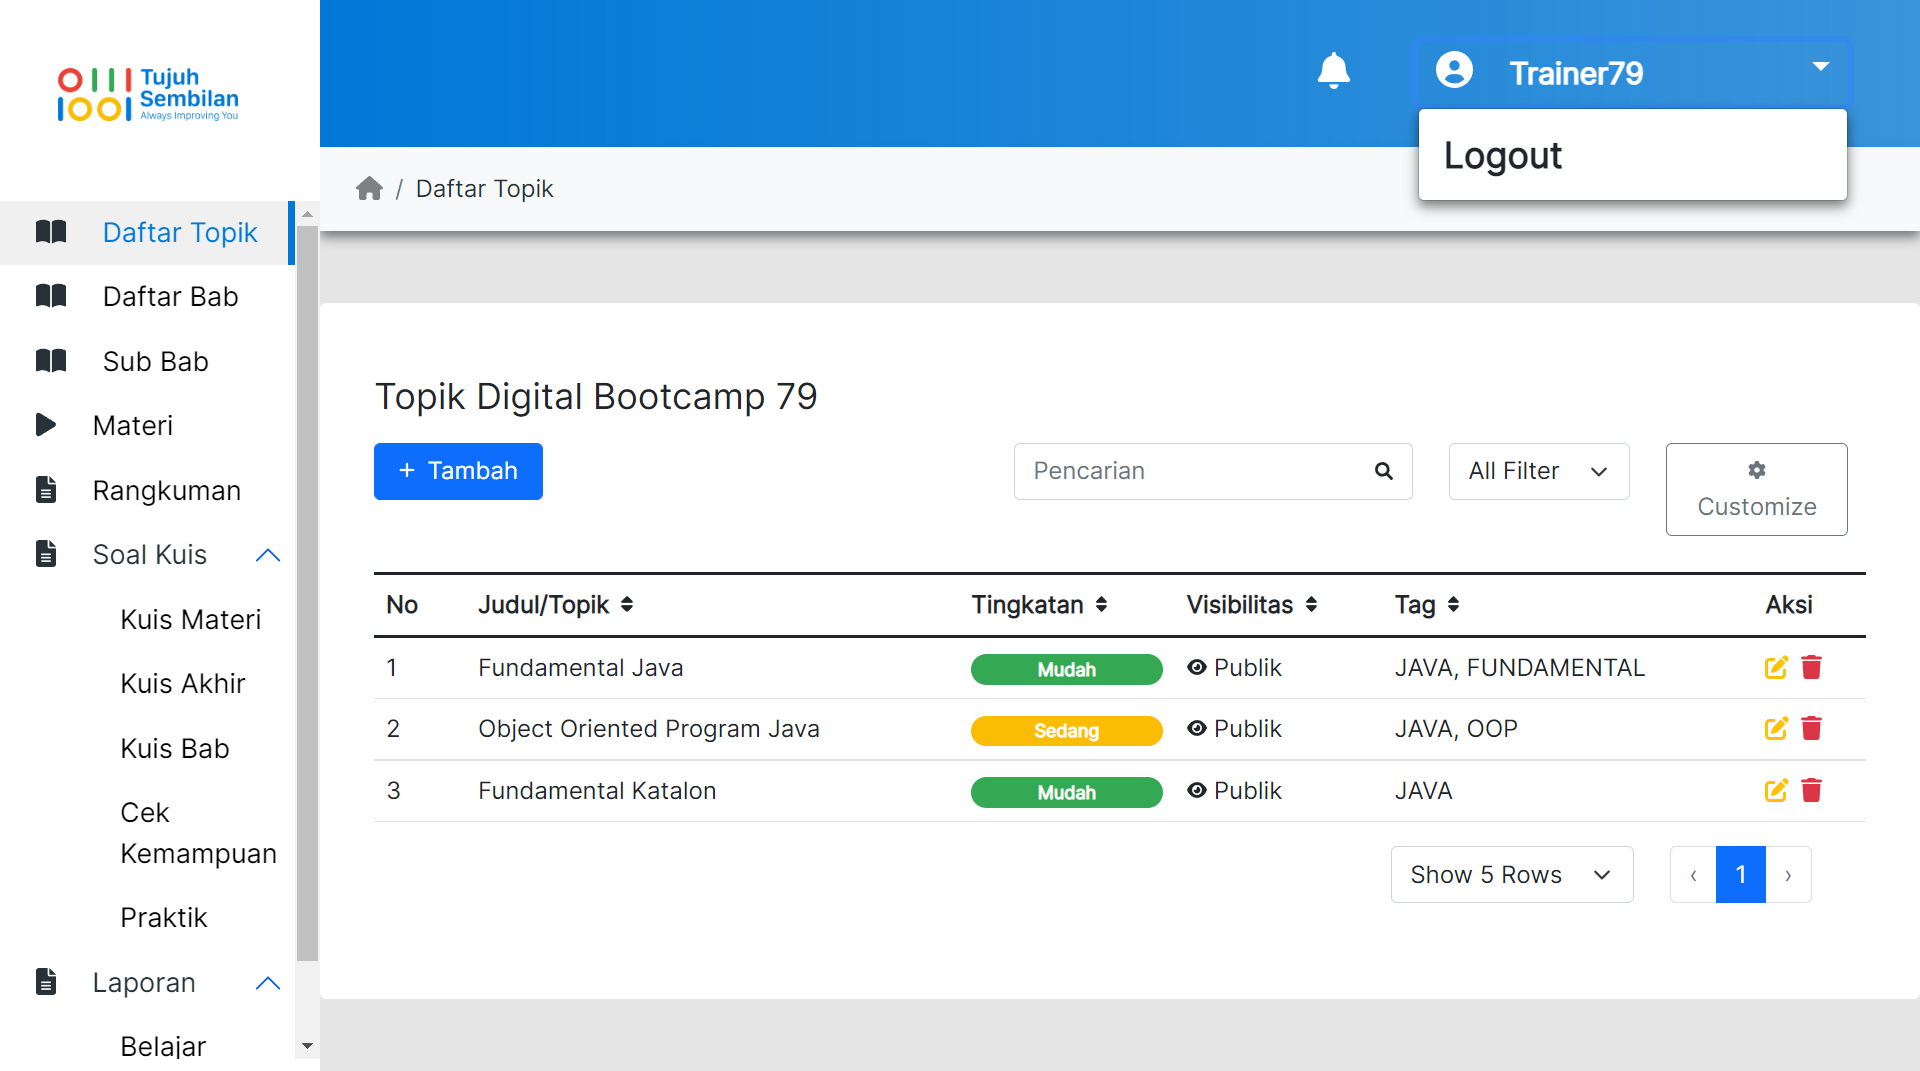 Tujuh
Sembilan
Always Improving You
Trainer79
Logout
/ Daftar Topik
Daftar Topik
Daftar Bab
Sub Bab
Materi
Rangkuman
Soal Kuis
Kuis Materi
Kuis Akhir
Kuis Bab
Cek
Kemampuan
Praktik
Laporan
Belajar
Topik Digital Bootcamp 79
+ Tambah
Pencarian
All Filter
Customize
No Judul/Topik Tingkatan Visibilitas Tag Aksi
1 Fundamental Java Mudah Publik JAVA, FUNDAMENTAL
2 Object Oriented Program Java Sedang Publik JAVA, OOP
3 Fundamental Katalon Mudah Publik JAVA
Show 5 Rows
‹ 1 ›